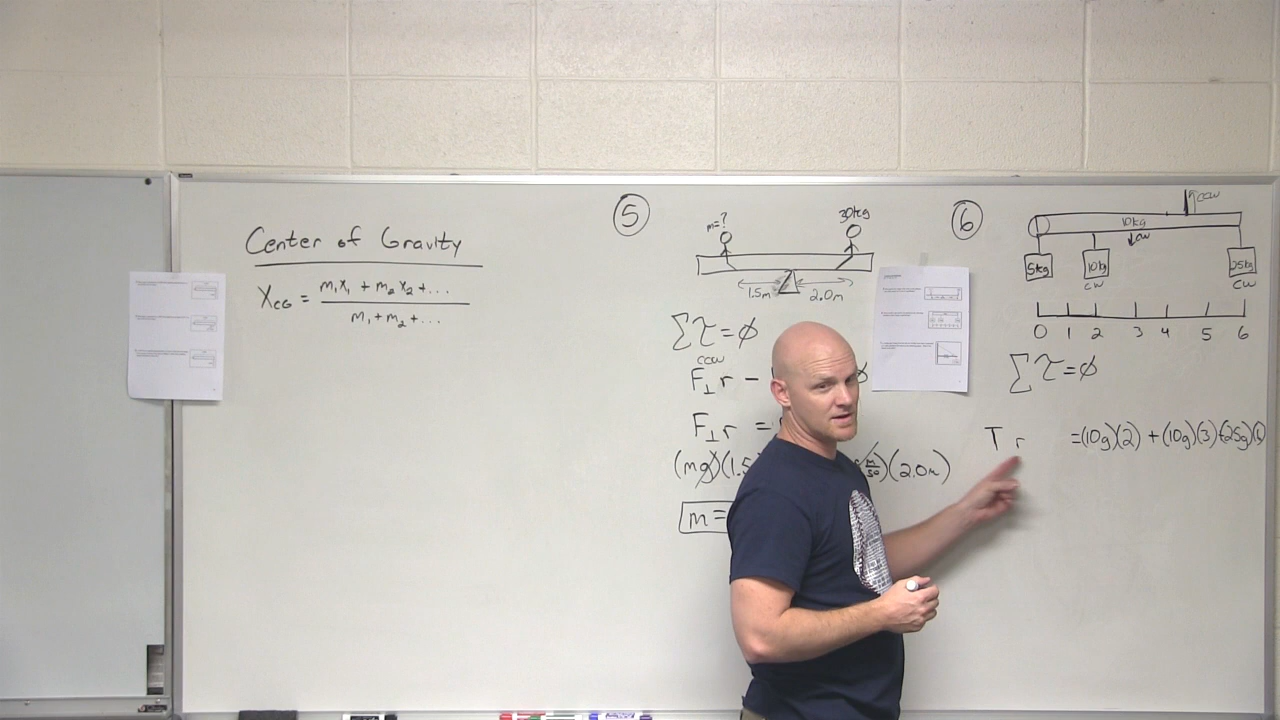 Center of Gravity
X_CG = m₁x₁ + m₂x₂ + ...
m₁ + m₂ + ...
⑤
m=?
30kg
1.5m
2.0m
Στ = ∅
ccw
F⊥r −
F⊥r =
(mg)(1.5
(2.0m)
m =
⑥
CCW
10kg
CW
5kg
10kg
25kg
CW
CW
0 1 2 3 4 5 6
Στ = ∅
T r = (10g)(2) + (10g)(3) + (25g)(6)